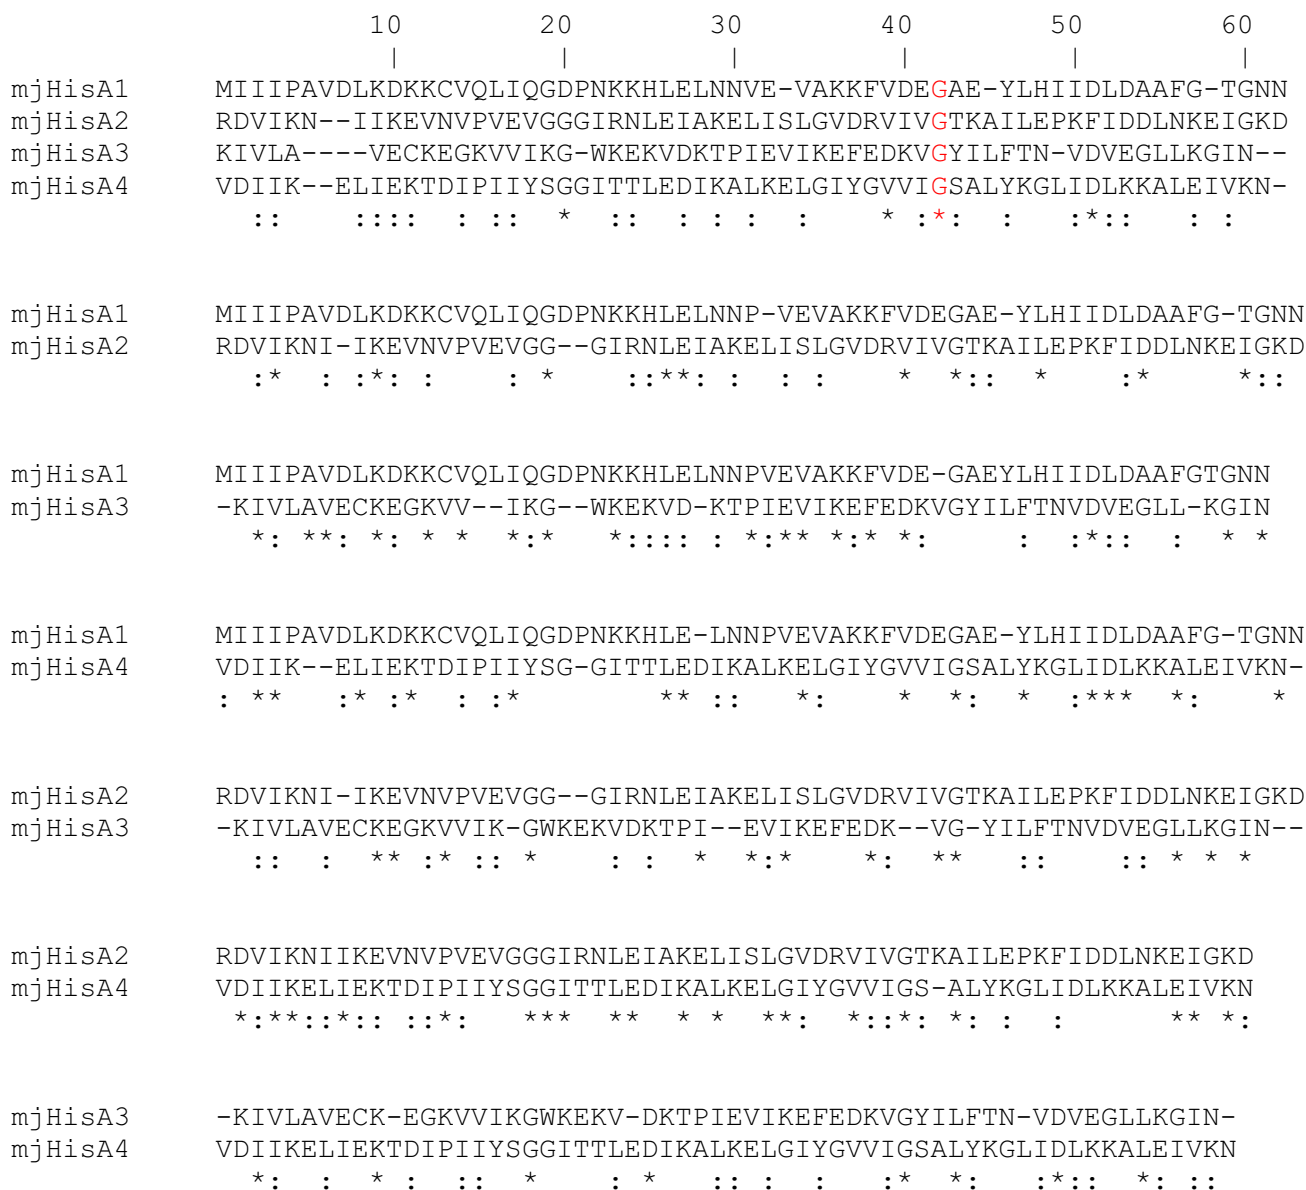 10 20 30 40 50 60
| | | | | |
mjHisA1 MIIIPAVDLKDKKCVQLIQGDPNKKHLELNNVE-VAKKFVDEGAE-YLHIIDLDAAFG-TGNN
mjHisA2 RDVIKN--IIKEVNVPVEVGGGIRNLEIAKELISLGVDRVIVGTKAILEPKFIDDLNKEIGKD
mjHisA3 KIVLA----VECKEGKVVIKG-WKEKVDKTPIEVIKEFEDKVGYILFTN-VDVEGLLKGIN--
mjHisA4 VDIIK--ELIEKTDIPIIYSGGITTLEDIKALKELGIYGVVIGSALYKGLIDLKKALEIVKN-
:: :::: : :: * :: : : : * :*: : :*:: : :
mjHisA1 MIIIPAVDLKDKKCVQLIQGDPNKKHLELNNP-VEVAKKFVDEGAE-YLHIIDLDAAFG-TGNN
mjHisA2 RDVIKNI-IKEVNVPVEVGG--GIRNLEIAKELISLGVDRVIVGTKAILEPKFIDDLNKEIGKD
:* : :*: : : * ::**: : : : * *:: * :* *::
mjHisA1 MIIIPAVDLKDKKCVQLIQGDPNKKHLELNNPVEVAKKFVDE-GAEYLHIIDLDAAFGTGNN
mjHisA3 -KIVLAVECKEGKVV--IKG--WKEKVD-KTPIEVIKEFEDKVGYILFTNVDVEGLL-KGIN
*: **: *: * * *:* *:::: : *:** *:* *: : :*:: : * *
mjHisA1 MIIIPAVDLKDKKCVQLIQGDPNKKHLE-LNNPVEVAKKFVDEGAE-YLHIIDLDAAFG-TGNN
mjHisA4 VDIIK--ELIEKTDIPIIYSG-GITTLEDIKALKELGIYGVVIGSALYKGLIDLKKALEIVKN-
: ** :* :* : :* ** :: *: * *: * :*** *: *
mjHisA2 RDVIKNI-IKEVNVPVEVGG--GIRNLEIAKELISLGVDRVIVGTKAILEPKFIDDLNKEIGKD
mjHisA3 -KIVLAVECKEGKVVIK-GWKEKVDKTPI--EVIKEFEDK--VG-YILFTNVDVEGLLKGIN--
:: : ** :* :: * : : * *:* *: ** :: :: * * *
mjHisA2 RDVIKNIIKEVNVPVEVGGGIRNLEIAKELISLGVDRVIVGTKAILEPKFIDDLNKEIGKD
mjHisA4 VDIIKELIEKTDIPIIYSGGITTLEDIKALKELGIYGVVIGS-ALYKGLIDLKKALEIVKN
*:**::*:: ::*: *** ** * * **: *::*: *: : : ** *:
mjHisA3 -KIVLAVECK-EGKVVIKGWKEKV-DKTPIEVIKEFEDKVGYILFTN-VDVEGLLKGIN-
mjHisA4 VDIIKELIEKTDIPIIYSGGITTLEDIKALKELGIYGVVIGSALYKGLIDLKKALEIVKN
*: : * : :: * : * :: : : :* *: :*:: *: ::